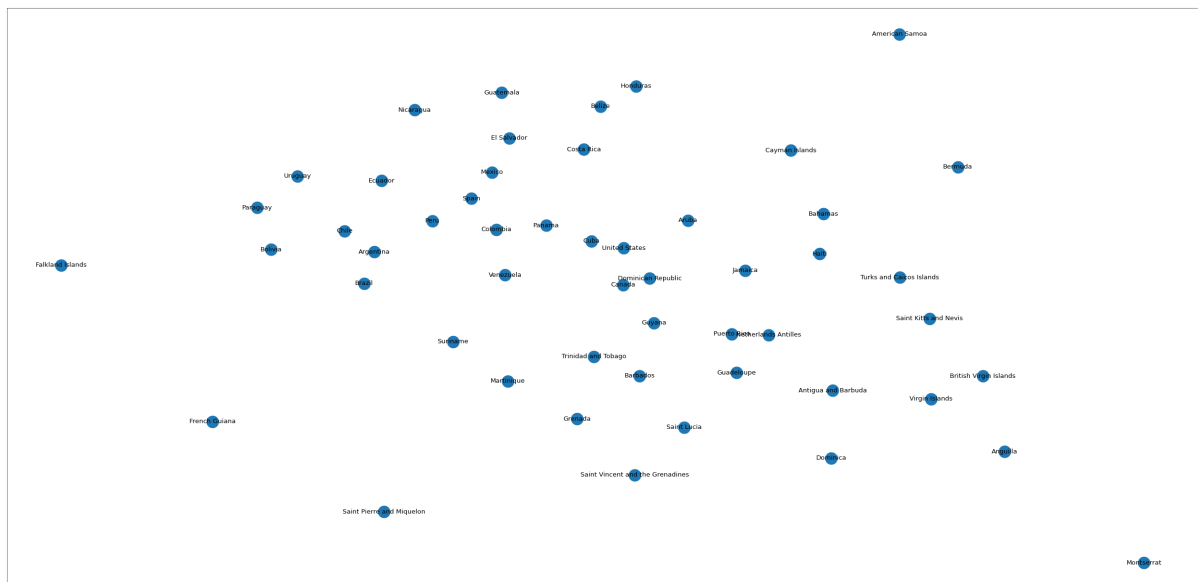 American Samoa
Honduras
Guatemala
Belize
Nicaragua
El Salvador
Costa Rica
Cayman Islands
Bermuda
Mexico
Uruguay
Ecuador
Spain
Paraguay
Bahamas
Peru
Aruba
Panama
Colombia
Chile
Cuba
United States
Bolivia
Argentina
Haiti
Falkland Islands
Jamaica
Venezuela
Dominican Republic
Turks and Caicos Islands
Brazil
Canada
Saint Kitts and Nevis
Guyana
Puerto Rico
Netherlands Antilles
Suriname
Trinidad and Tobago
Guadeloupe
Barbados
British Virgin Islands
Martinique
Antigua and Barbuda
Virgin Islands
Grenada
French Guiana
Saint Lucia
Anguilla
Dominica
Saint Vincent and the Grenadines
Saint Pierre and Miquelon
Montserrat